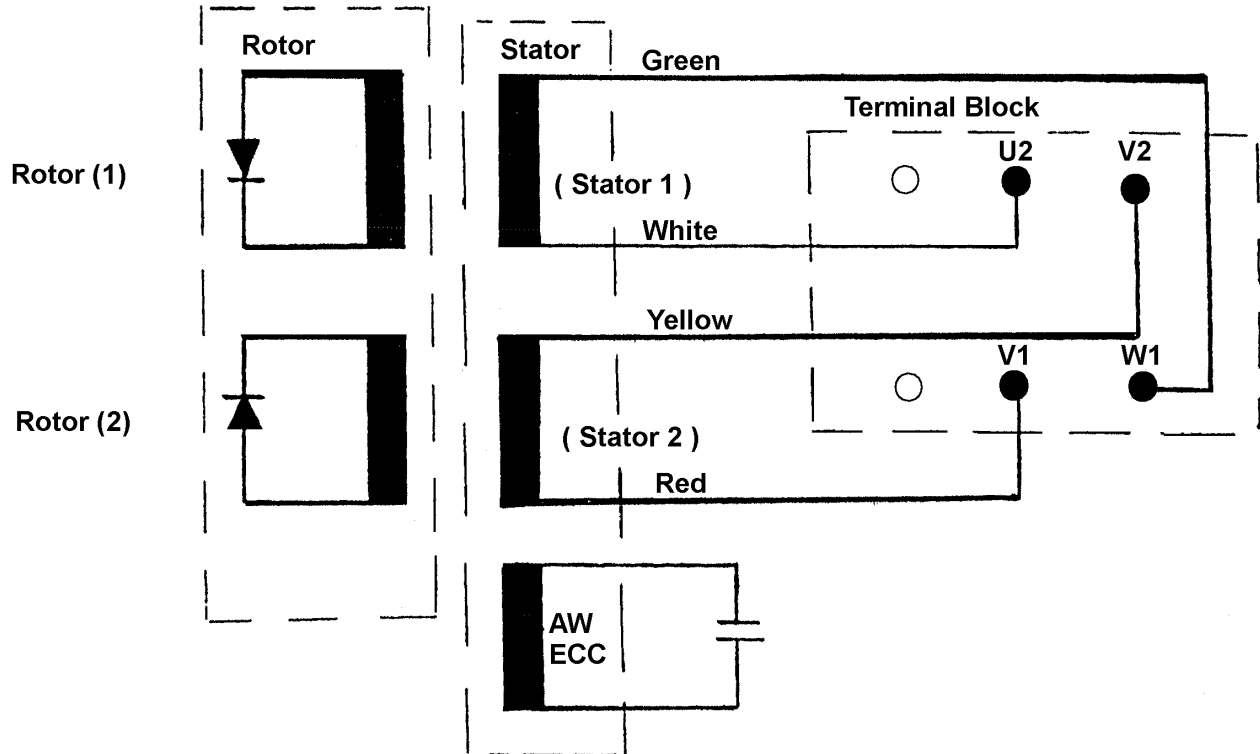 Rotor
Stator
Green
Terminal Block
U2
V2
Rotor (1)
( Stator 1 )
White
Yellow
V1
W1
Rotor (2)
( Stator 2 )
Red
AW
ECC